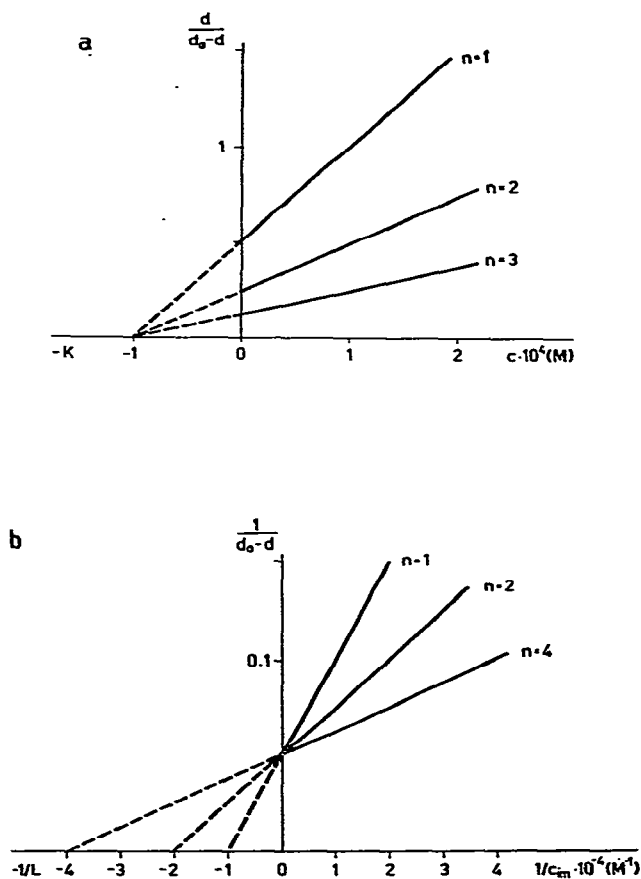 a
d
d₀-d
n=1
1
n=2
n=3
-K -1 0 1 2 c·10⁴(M)
b
1
d₀-d
n=1
n=2
0.1
n=4
-1/L -4 -3 -2 -1 0 1 2 3 4 1/cᵢₘ·10⁻⁴(M⁻¹)